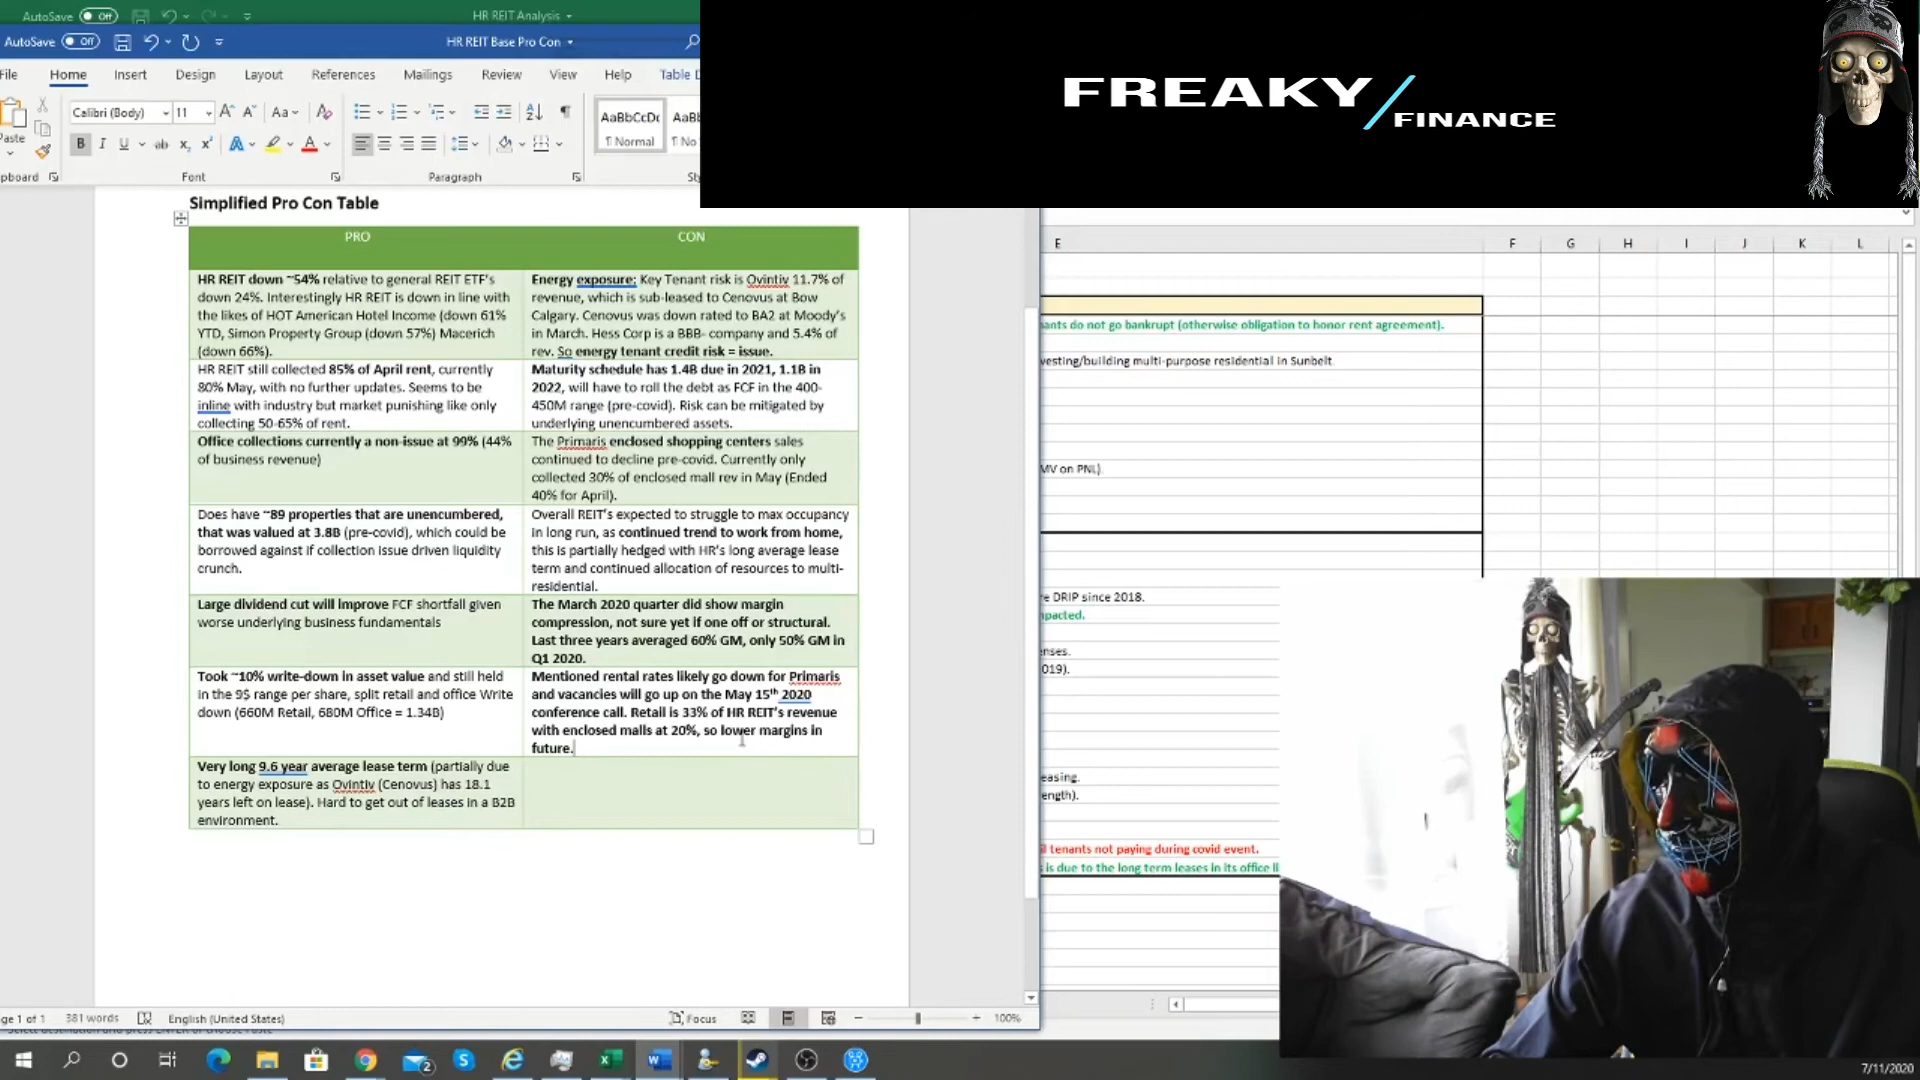 AutoSave Off HR REIT Analysis
AutoSave Off HR REIT Base Pro Con
File Home Insert Design Layout References Mailings Review View Help Table D
Calibri (Body) 11 Aa AaBbCcDc AaBb
Paste B I U ab x₂ x² A A ¶ Normal ¶ No
pboard Font Paragraph Sty
FREAKY/FINANCE
Simplified Pro Con Table
PRO
HR REIT down ~54% relative to general REIT ETF's
down 24%. Interestingly HR REIT is down in line with
the likes of HOT American Hotel Income (down 61%
YTD, Simon Property Group (down 57%) Macerich
(down 66%).
HR REIT still collected 85% of April rent, currently
80% May, with no further updates. Seems to be
inline with industry but market punishing like only
collecting 50-65% of rent.
Office collections currently a non-issue at 99% (44%
of business revenue)
Does have ~89 properties that are unencumbered,
that was valued at 3.8B (pre-covid), which could be
borrowed against if collection issue driven liquidity
crunch.
Large dividend cut will improve FCF shortfall given
worse underlying business fundamentals
Took ~10% write-down in asset value and still held
in the 9$ range per share, split retail and office Write
down (660M Retail, 680M Office = 1.34B)
Very long 9.6 year average lease term (partially due
to energy exposure as Ovintiv (Cenovus) has 18.1
years left on lease). Hard to get out of leases in a B2B
environment.
CON
Energy exposure; Key Tenant risk is Ovintiv 11.7% of
revenue, which is sub-leased to Cenovus at Bow
Calgary. Cenovus was down rated to BA2 at Moody's
in March. Hess Corp is a BBB- company and 5.4% of
rev. So energy tenant credit risk = issue.
Maturity schedule has 1.4B due in 2021, 1.1B in
2022, will have to roll the debt as FCF in the 400-
450M range (pre-covid). Risk can be mitigated by
underlying unencumbered assets.
The Primaris enclosed shopping centers sales
continued to decline pre-covid. Currently only
collected 30% of enclosed mall rev in May (Ended
40% for April).
Overall REIT's expected to struggle to max occupancy
in long run, as continued trend to work from home,
this is partially hedged with HR's long average lease
term and continued allocation of resources to multi-
residential.
The March 2020 quarter did show margin
compression, not sure yet if one off or structural.
Last three years averaged 60% GM, only 50% GM in
Q1 2020.
Mentioned rental rates likely go down for Primaris
and vacancies will go up on the May 15th 2020
conference call. Retail is 33% of HR REIT's revenue
with enclosed malls at 20%, so lower margins in
future.
E F G H I J K L
nants do not go bankrupt (otherwise obligation to honor rent agreement).
vesting/building multi-purpose residential in Sunbelt.
MV on PNL).
re DRIP since 2018.
mpacted.
enses.
019).
easing.
ength).
il tenants not paying during covid event.
s is due to the long term leases in its office li
ge 1 of 1 381 words English (United States) Focus 100%
7/11/2020